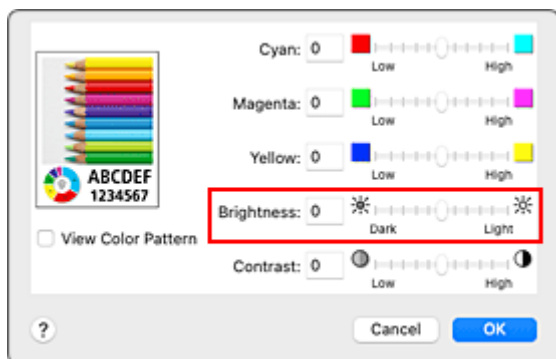 Cyan: 0
Low High
Magenta: 0
Low High
Yellow: 0
Low High
ABCDEF
1234567
Brightness: 0
Dark Light
View Color Pattern
Contrast: 0
Low High
? Cancel OK